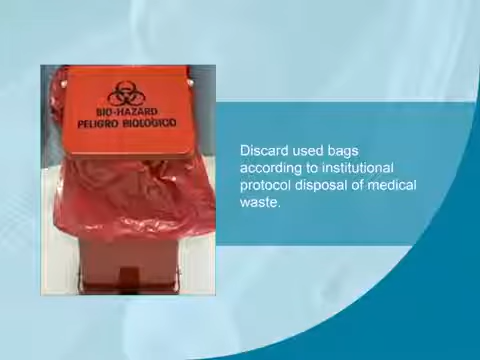 BIO-HAZARD
PELIGRO BIOLOGICO
Discard used bags
according to institutional
protocol disposal of medical
waste.